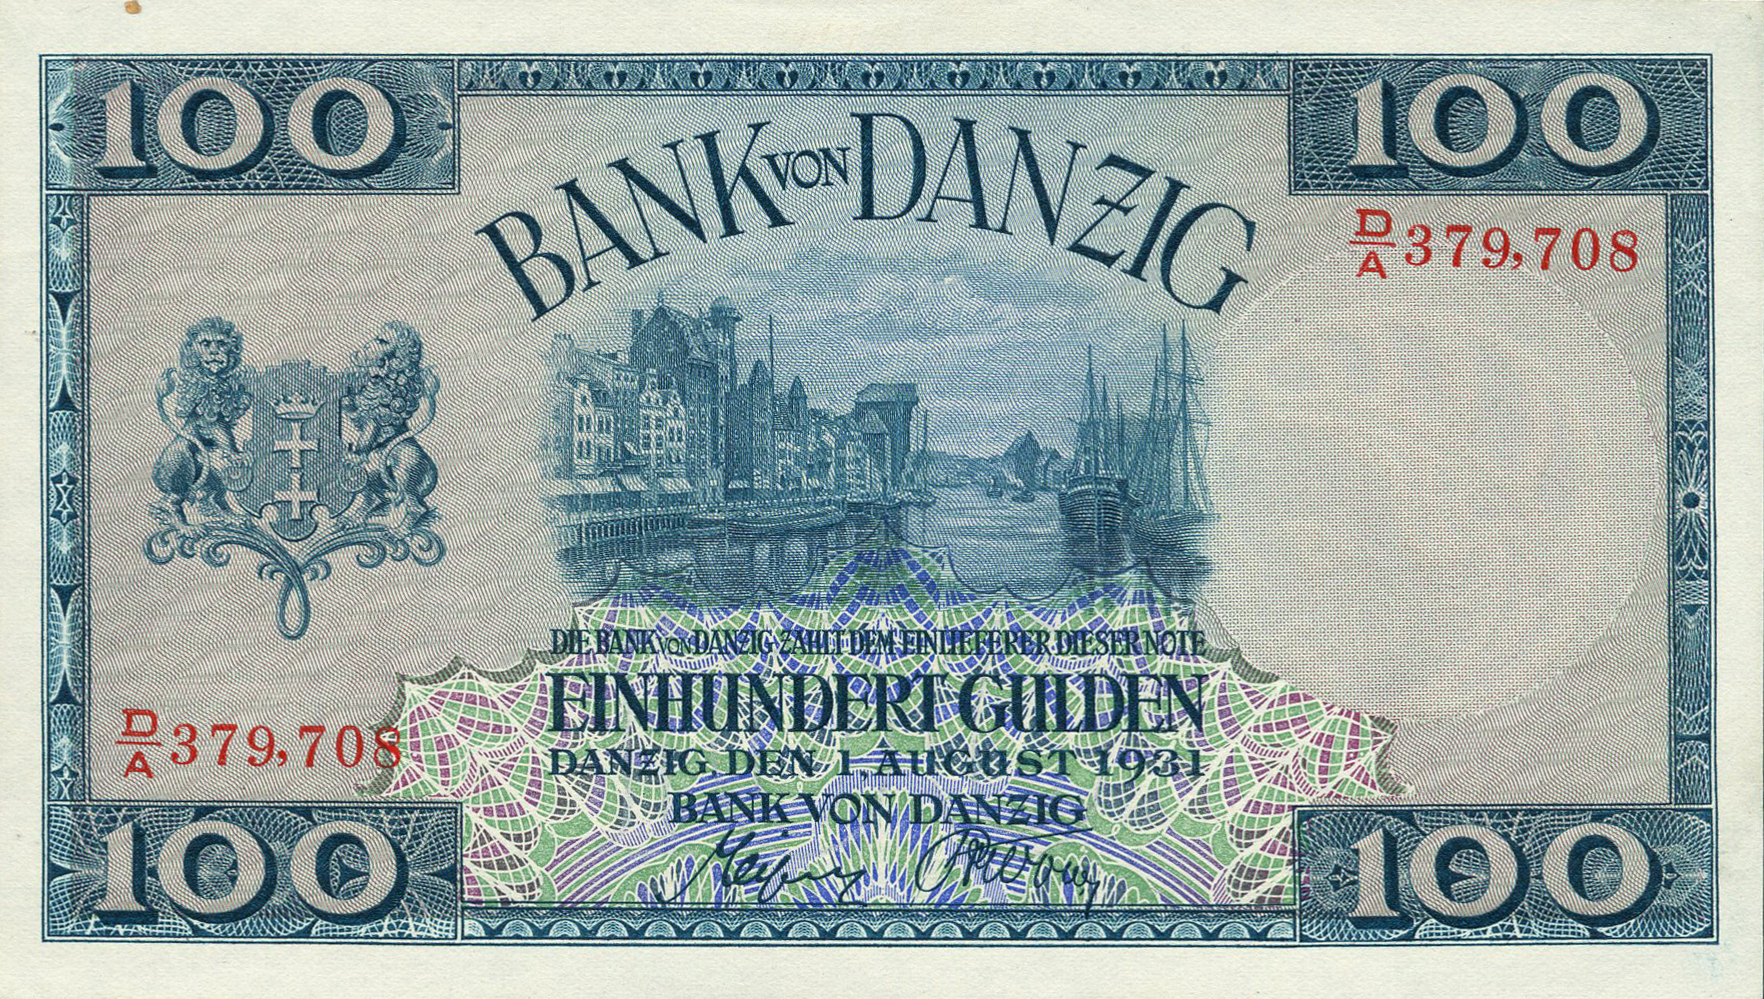 100 100
BANK VON DANZIG
D/A 379,708
DIE BANK VON DANZIG ZAHLT DEM EINLIEFERER DIESER NOTE
EINHUNDERT GULDEN
D/A 379,708
DANZIG, DEN 1. AUGUST 1931
BANK VON DANZIG
100 100